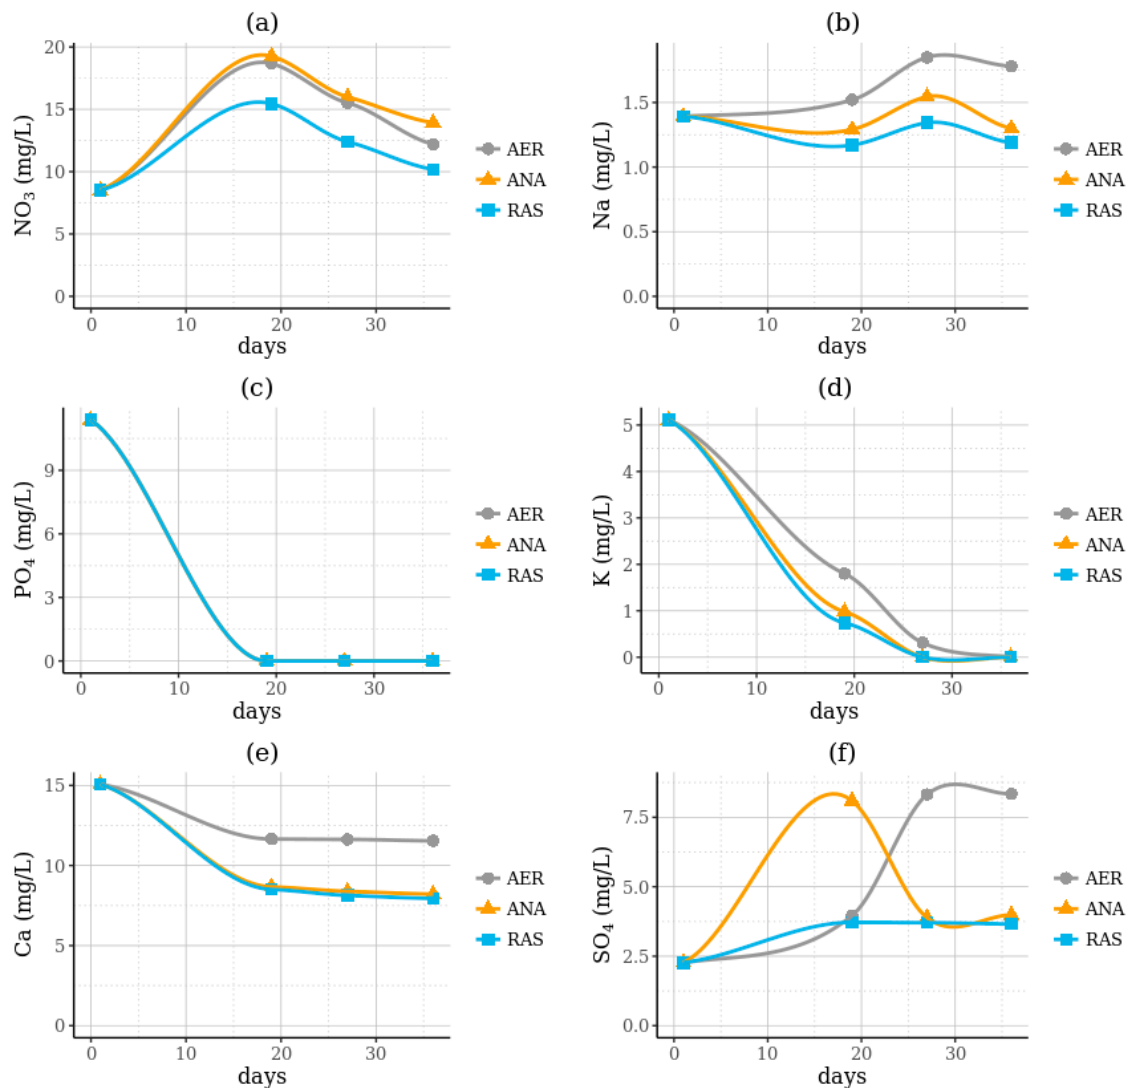 (a)
NO₃ (mg/L)
20
15
10
5
0
0 10 20 30
days
AER
ANA
RAS
(b)
Na (mg/L)
1.5
1.0
0.5
0.0
0 10 20 30
days
AER
ANA
RAS
(c)
PO₄ (mg/L)
9
6
3
0
0 10 20 30
days
AER
ANA
RAS
(d)
K (mg/L)
5
4
3
2
1
0
0 10 20 30
days
AER
ANA
RAS
(e)
Ca (mg/L)
15
10
5
0
0 10 20 30
days
AER
ANA
RAS
(f)
SO₄ (mg/L)
7.5
5.0
2.5
0.0
0 10 20 30
days
AER
ANA
RAS